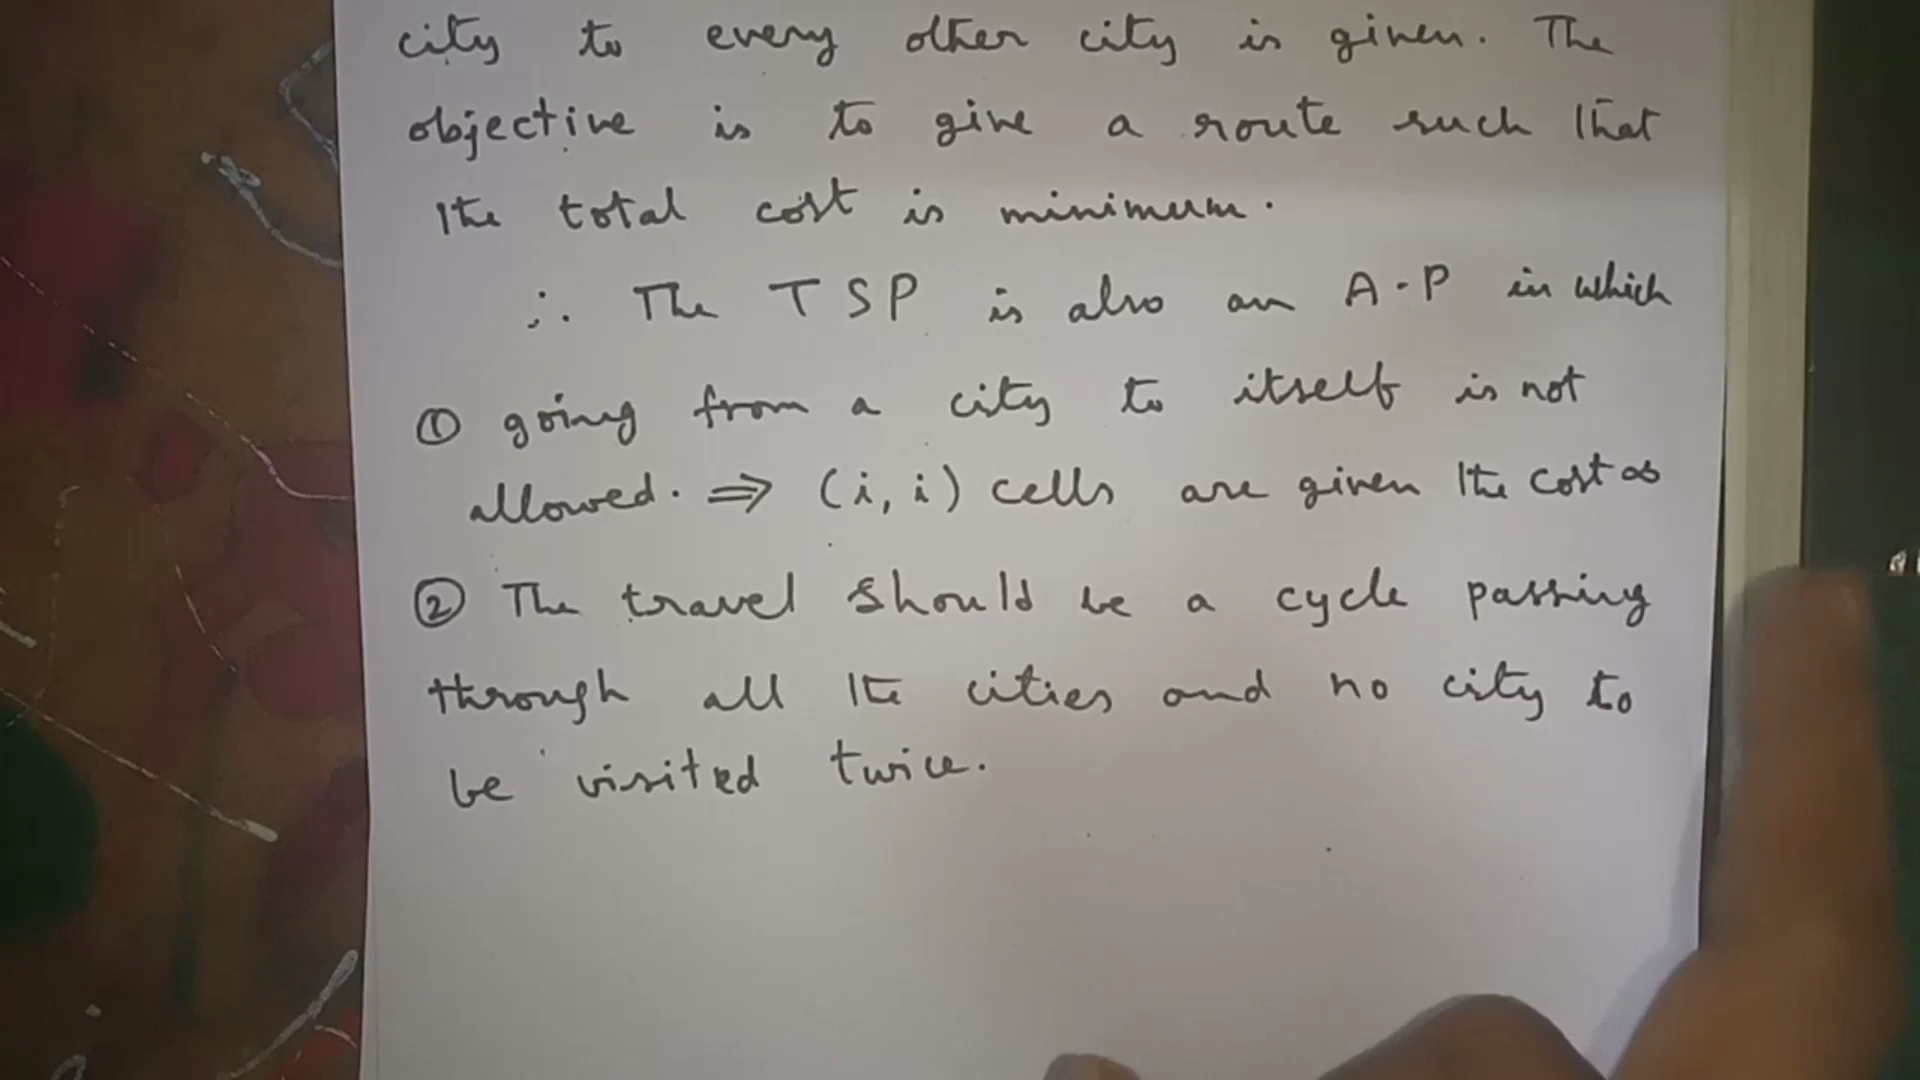 city to every other city is given. The
objective is to give a route such that
the total cost is minimum.
∴ The TSP is also an A.P in which
① going from a city to itself is not
allowed. ⇒ (i, i) cells are given the cost ∞
② The travel should be a cycle passing
through all the cities and no city to
be visited twice.